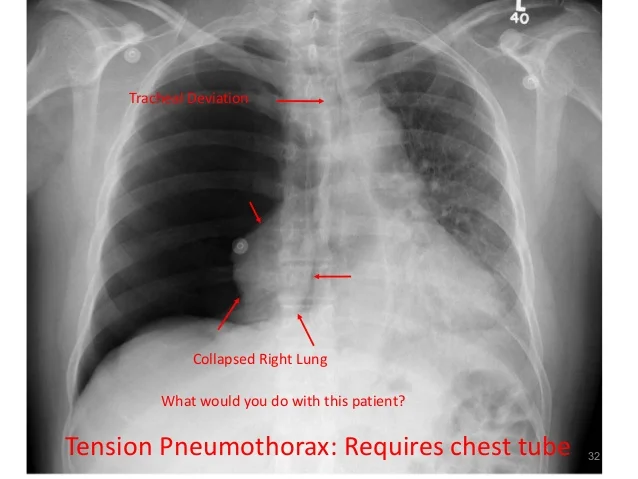 L
40
Tracheal Deviation
Collapsed Right Lung
What would you do with this patient?
Tension Pneumothorax: Requires chest tube
32